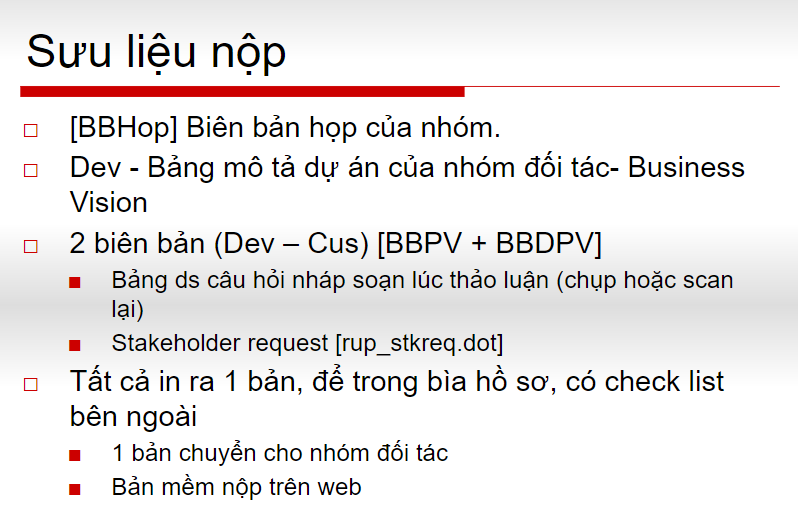 Sưu liệu nộp
[BBHop] Biên bản họp của nhóm.
Dev - Bảng mô tả dự án của nhóm đối tác- Business
Vision
2 biên bản (Dev – Cus) [BBPV + BBDPV]
Bảng ds câu hỏi nháp soạn lúc thảo luận (chụp hoặc scan
lại)
Stakeholder request [rup_stkreq.dot]
Tất cả in ra 1 bản, để trong bìa hồ sơ, có check list
bên ngoài
1 bản chuyển cho nhóm đối tác
Bản mềm nộp trên web